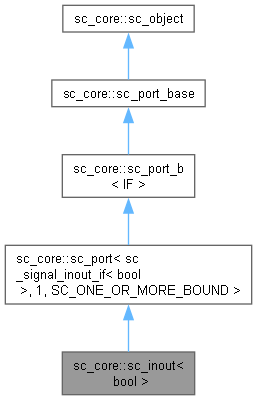 sc_core::sc_object
sc_core::sc_port_base
sc_core::sc_port_b
< IF >
sc_core::sc_port< sc
_signal_inout_if< bool
>, 1, SC_ONE_OR_MORE_BOUND >
sc_core::sc_inout<
bool >